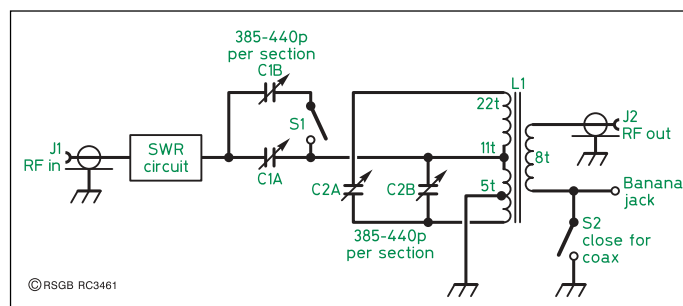 385-440p
per section
C1B
S1
J1
RF in
SWR
circuit
C1A
C2A
C2B
385-440p
per section
L1
22t
11t
5t
8t
J2
RF out
Banana
jack
S2
close for
coax
©RSGB RC3461